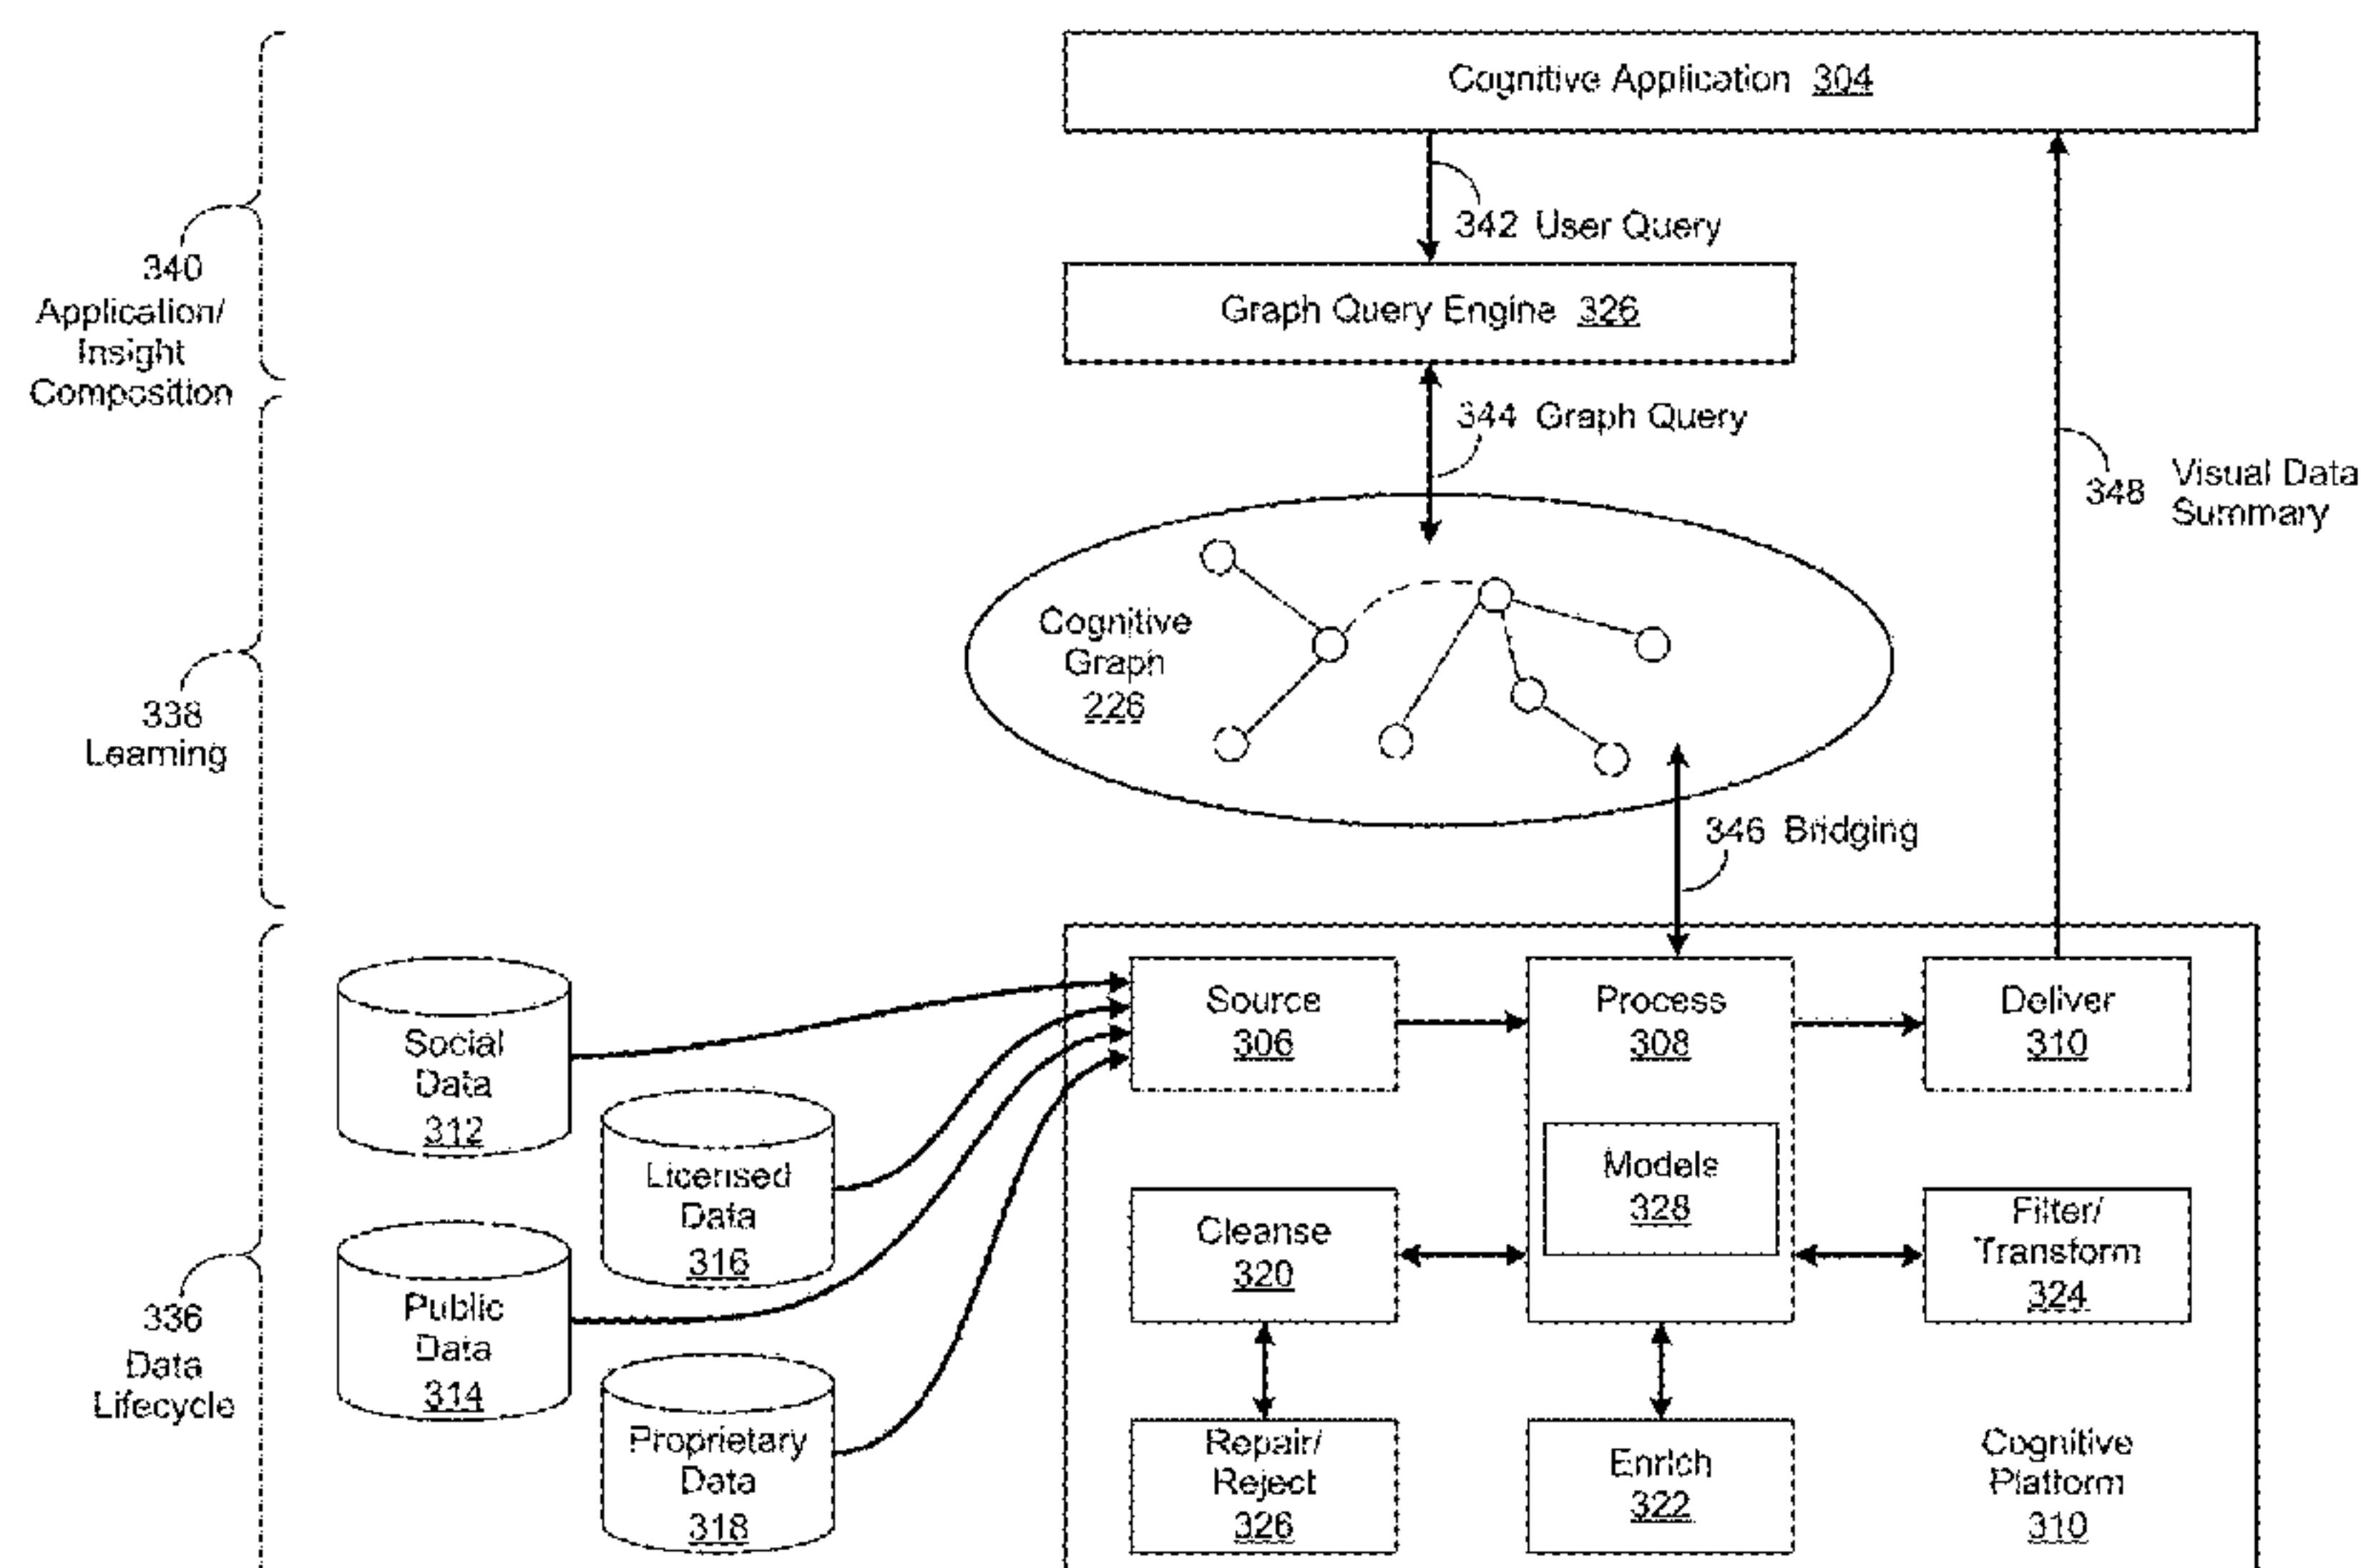 Cognitive Application 304
342 User Query
340
Application/
Insight
Composition
Graph Query Engine 326
344 Graph Query
348 Visual Data
Summary
Cognitive
Graph
226
338
Learning
346 Bridging
Source
306
Process
308
Deliver
310
Social
Data
312
Licensed
Data
316
Models
328
Cleanse
320
Filter/
Transform
324
336
Data
Lifecycle
Public
Data
314
Proprietary
Data
318
Repair/
Reject
326
Enrich
322
Cognitive
Platform
310